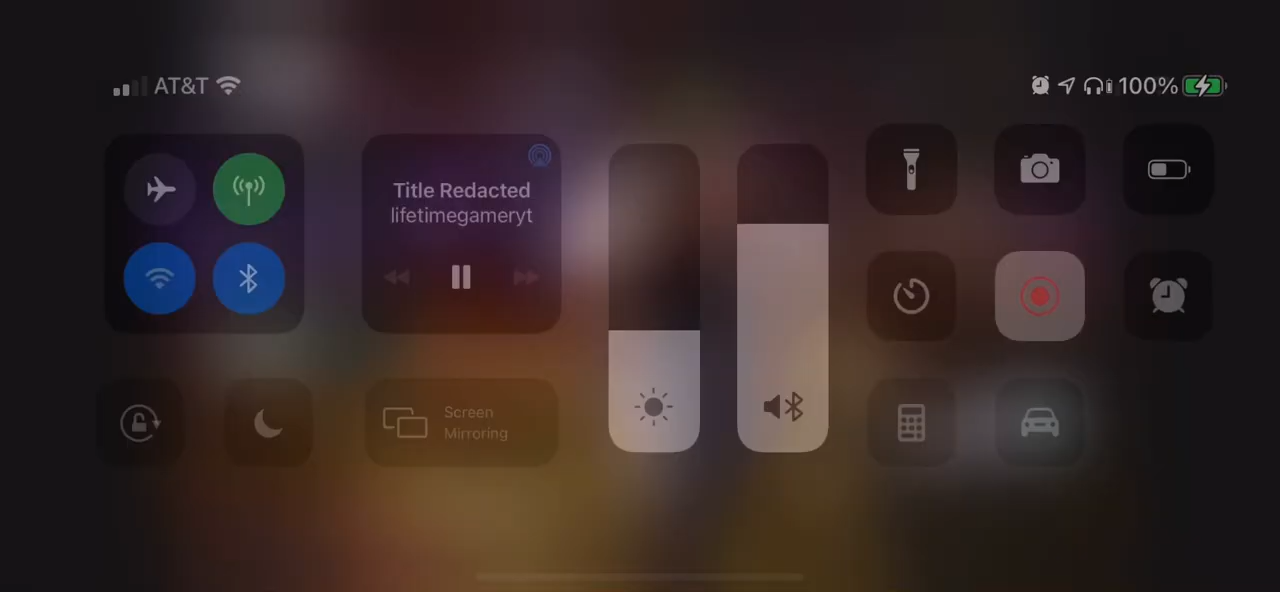 AT&T
100%
Title Redacted
lifetimegameryt
Screen
Mirroring